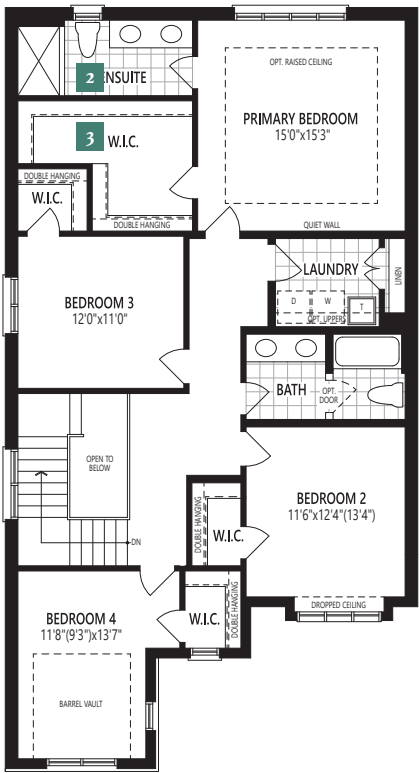 2
ENSUITE
OPT. RAISED CEILING
PRIMARY BEDROOM
15'0"x15'3"
3
W.I.C.
DOUBLE HANGING
W.I.C.
DOUBLE HANGING
QUIET WALL
LAUNDRY
LINEN
D
W
T
OPT. UPPERS
BEDROOM 3
12'0"x11'0"
BATH
OPT.
DOOR
OPEN TO
BELOW
DN
DOUBLE HANGING
W.I.C.
BEDROOM 2
11'6"x12'4"(13'4")
DROPPED CEILING
BEDROOM 4
11'8"(9'3")x13'7"
W.I.C.
DOUBLE HANGING
BARREL VAULT